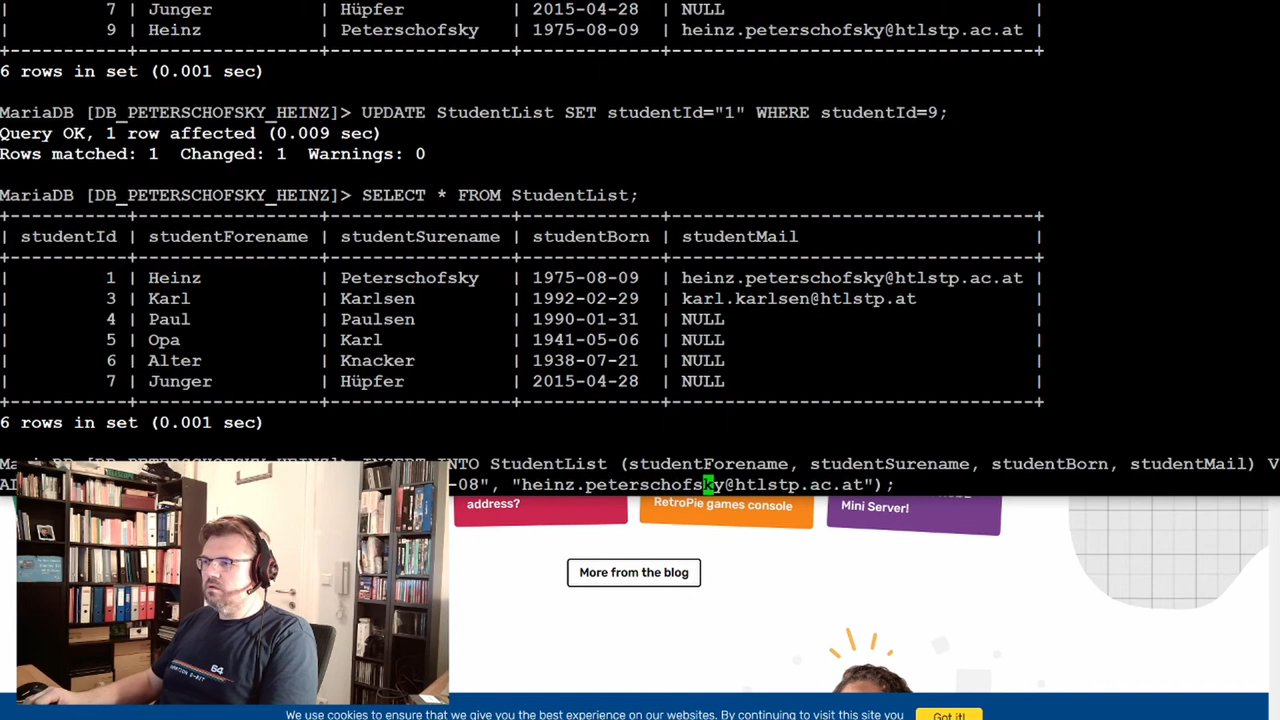 |         7 | Junger          | Hüpfer          | 2015-04-28  | NULL                             |
|         9 | Heinz           | Peterschofsky   | 1975-08-09  | heinz.peterschofsky@htlstp.ac.at |
+-----------+-----------------+-----------------+-------------+----------------------------------+
6 rows in set (0.001 sec)
MariaDB [DB_PETERSCHOFSKY_HEINZ]> UPDATE StudentList SET studentId="1" WHERE studentId=9;
Query OK, 1 row affected (0.009 sec)
Rows matched: 1  Changed: 1  Warnings: 0
MariaDB [DB_PETERSCHOFSKY_HEINZ]> SELECT * FROM StudentList;
+-----------+-----------------+-----------------+-------------+----------------------------------+
| studentId | studentForename | studentSurename | studentBorn | studentMail                      |
+-----------+-----------------+-----------------+-------------+----------------------------------+
|         1 | Heinz           | Peterschofsky   | 1975-08-09  | heinz.peterschofsky@htlstp.ac.at |
|         3 | Karl            | Karlsen         | 1992-02-29  | karl.karlsen@htlstp.at           |
|         4 | Paul            | Paulsen         | 1990-01-31  | NULL                             |
|         5 | Opa             | Karl            | 1941-05-06  | NULL                             |
|         6 | Alter           | Knacker         | 1938-07-21  | NULL                             |
|         7 | Junger          | Hüpfer          | 2015-04-28  | NULL                             |
+-----------+-----------------+-----------------+-------------+----------------------------------+
6 rows in set (0.001 sec)
INTO StudentList (studentForename, studentSurename, studentBorn, studentMail) V
-08", "heinz.peterschofsky@htlstp.ac.at");
address?
RetroPie games console
Mini Server!
More from the blog
64
We use cookies to ensure that we give you the best experience on our websites. By continuing to visit this site you
Got it!